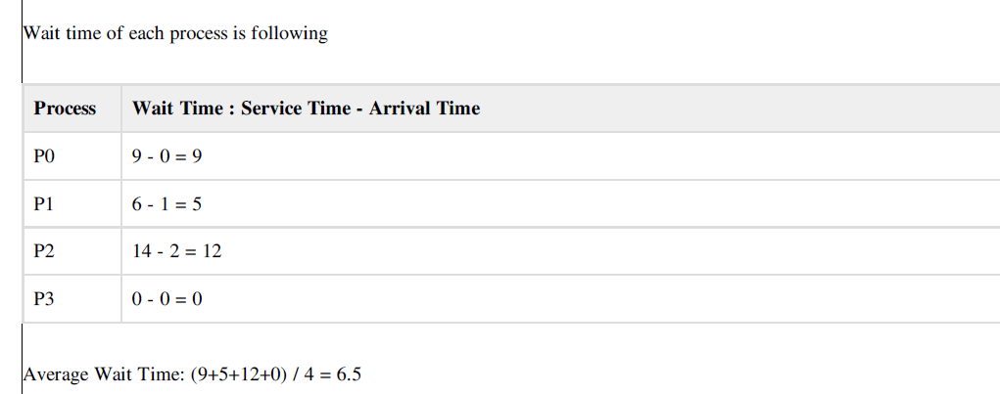 Wait time of each process is following
Process Wait Time : Service Time - Arrival Time
P0 9 - 0 = 9
P1 6 - 1 = 5
P2 14 - 2 = 12
P3 0 - 0 = 0
Average Wait Time: (9+5+12+0) / 4 = 6.5